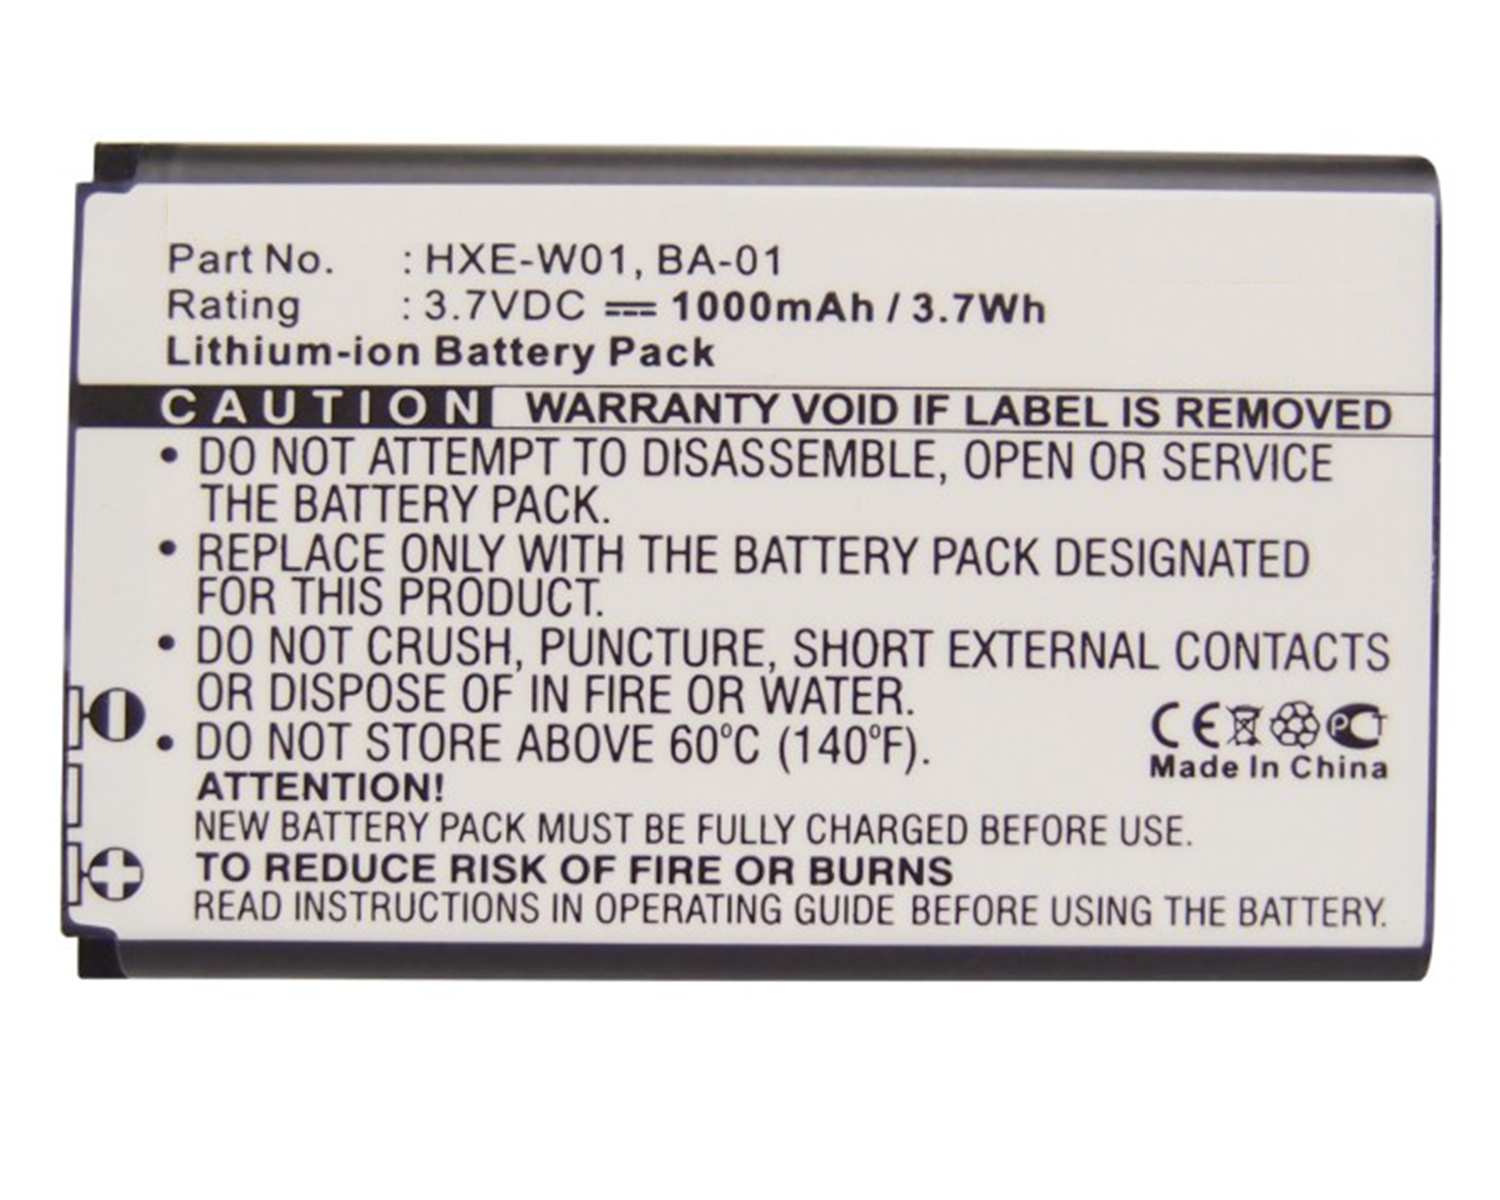 Part No. : HXE-W01, BA-01
Rating : 3.7VDC ⎓ 1000mAh / 3.7Wh
Lithium-ion Battery Pack
CAUTION WARRANTY VOID IF LABEL IS REMOVED
• DO NOT ATTEMPT TO DISASSEMBLE, OPEN OR SERVICE
THE BATTERY PACK.
• REPLACE ONLY WITH THE BATTERY PACK DESIGNATED
FOR THIS PRODUCT.
• DO NOT CRUSH, PUNCTURE, SHORT EXTERNAL CONTACTS
OR DISPOSE OF IN FIRE OR WATER.
• DO NOT STORE ABOVE 60°C (140°F).
CE PCT
Made In China
ATTENTION!
NEW BATTERY PACK MUST BE FULLY CHARGED BEFORE USE.
TO REDUCE RISK OF FIRE OR BURNS
READ INSTRUCTIONS IN OPERATING GUIDE BEFORE USING THE BATTERY.